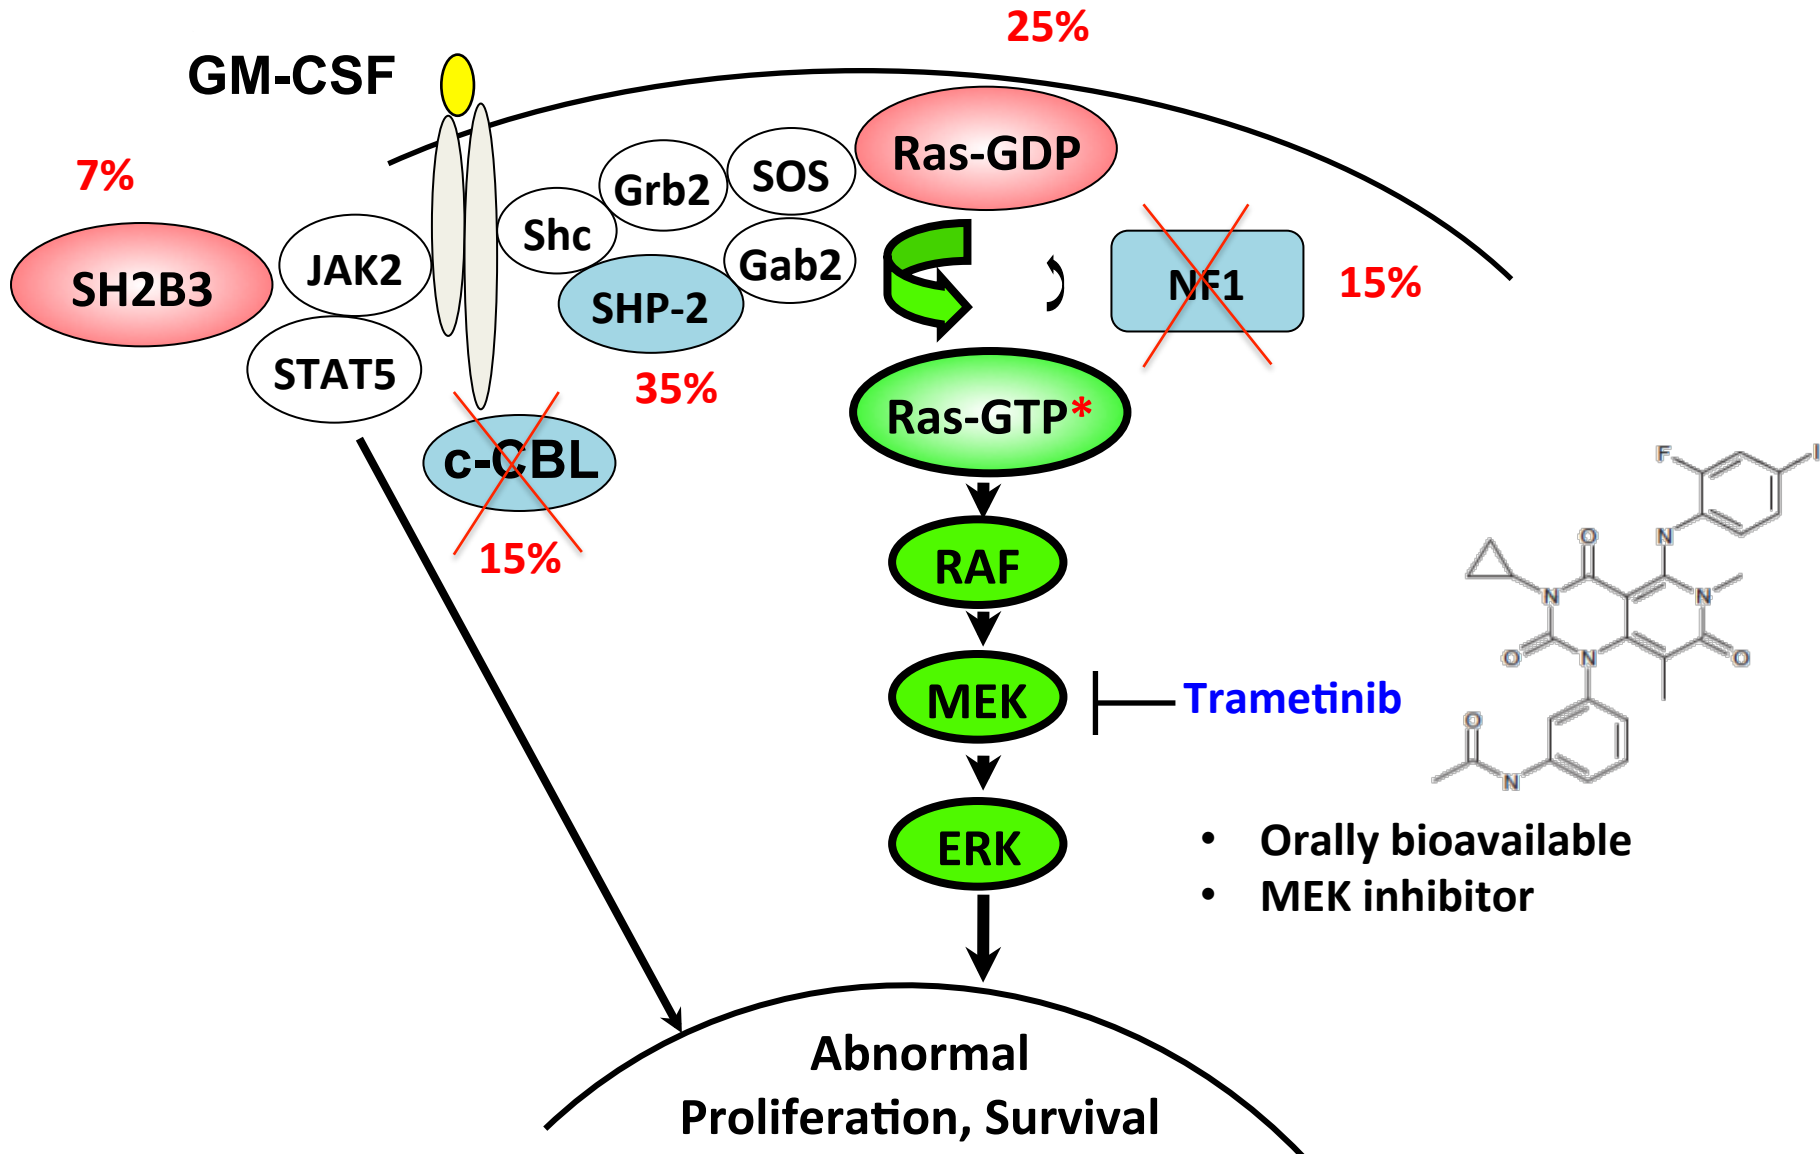 25%
GM-CSF
7%
Ras-GDP
Grb2
SOS
Shc
SH2B3
JAK2
Gab2
NF1
15%
SHP-2
STAT5
35%
Ras-GTP*
c-CBL
15%
RAF
MEK
Trametinib
ERK
F
I
N
O
N
N
O
N
O
O
N
• Orally bioavailable
• MEK inhibitor
Abnormal
Proliferation, Survival